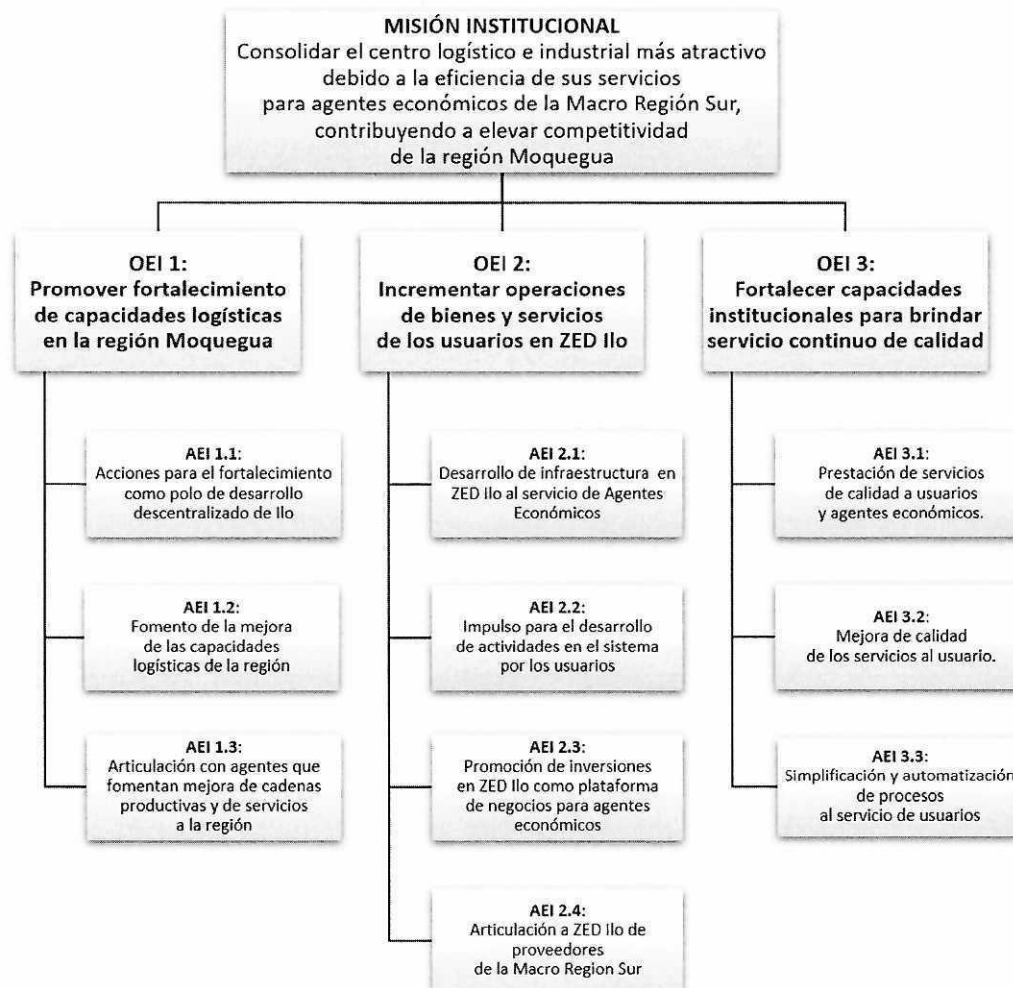 MISIÓN INSTITUCIONAL
Consolidar el centro logístico e industrial más atractivo
debido a la eficiencia de sus servicios
para agentes económicos de la Macro Región Sur,
contribuyendo a elevar competitividad
de la región Moquegua
OEI 1:
Promover fortalecimiento
de capacidades logísticas
en la región Moquegua
AEI 1.1:
Acciones para el fortalecimiento
como polo de desarrollo
descentralizado de Ilo
AEI 1.2:
Fomento de la mejora
de las capacidades
logísticas de la región
AEI 1.3:
Articulación con agentes que
fomentan mejora de cadenas
productivas y de servicios
a la región
OEI 2:
Incrementar operaciones
de bienes y servicios
de los usuarios en ZED Ilo
AEI 2.1:
Desarrollo de infraestructura en
ZED Ilo al servicio de Agentes
Económicos
AEI 2.2:
Impulso para el desarrollo
de actividades en el sistema
por los usuarios
AEI 2.3:
Promoción de inversiones
en ZED Ilo como plataforma
de negocios para agentes
económicos
AEI 2.4:
Articulación a ZED Ilo de
proveedores
de la Macro Region Sur
OEI 3:
Fortalecer capacidades
institucionales para brindar
servicio continuo de calidad
AEI 3.1:
Prestación de servicios
de calidad a usuarios
y agentes económicos.
AEI 3.2:
Mejora de calidad
de los servicios al usuario.
AEI 3.3:
Simplificación y automatización
de procesos
al servicio de usuarios